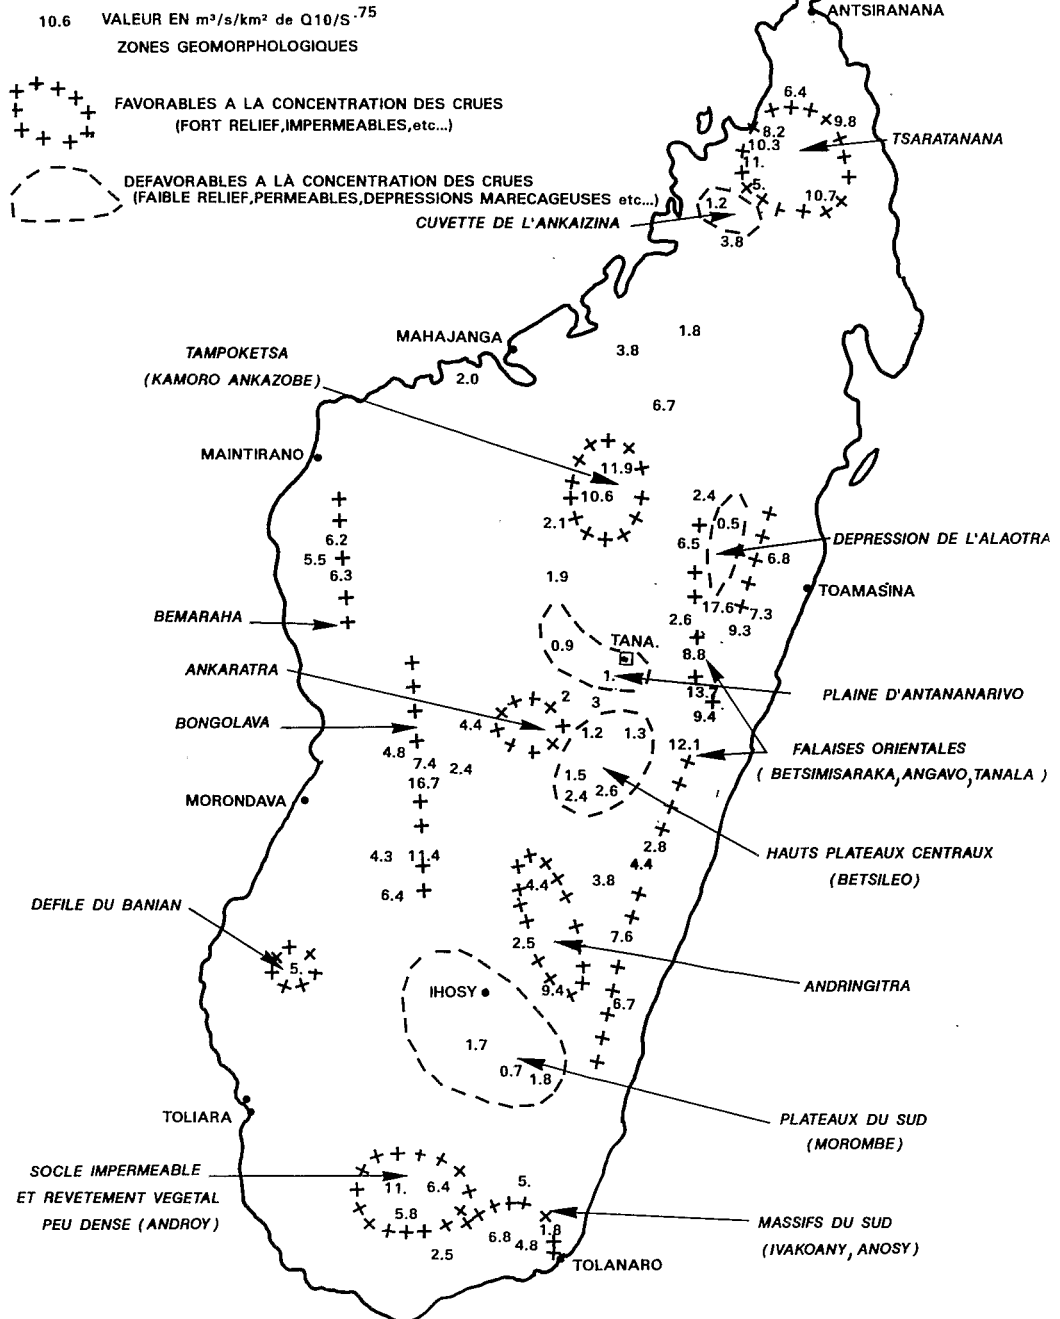 10.6 VALEUR EN m³/s/km² de Q10/S .75
ZONES GEOMORPHOLOGIQUES
FAVORABLES A LA CONCENTRATION DES CRUES
(FORT RELIEF,IMPERMEABLES,etc...)
DEFAVORABLES A LÀ CONCENTRATION DES CRUES
(FAIBLE RELIEF,PERMEABLES,DEPRESSIONS MARECAGEUSES etc...)
ANTSIRANANA
6.4
9.8
8.2
10.3
TSARATANANA
11.
5.
1.2
10.7
CUVETTE DE L'ANKAIZINA
3.8
1.8
MAHAJANGA
3.8
TAMPOKETSA
(KAMORO ANKAZOBE)
2.0
6.7
MAINTIRANO
11.9
10.6
2.4
2.1
0.5
6.2
6.5
DEPRESSION DE L'ALAOTRA
5.5
6.8
6.3
1.9
TOAMASINA
17.6
7.3
BEMARAHA
2.6
9.3
0.9
TANA.
8.8
ANKARATRA
1.
13.7
PLAINE D'ANTANANARIVO
2
3
9.4
BONGOLAVA
4.4
1.2
1.3
12.1
FALAISES ORIENTALES
(BETSIMISARAKA,ANGAVO,TANALA)
4.8
7.4
2.4
16.7
1.5
2.4
2.6
MORONDAVA
4.3
11.4
2.8
4.4
HAUTS PLATEAUX CENTRAUX
(BETSILEO)
6.4
4.4
3.8
DEFILE DU BANIAN
2.5
7.6
5.
IHOSY
9.4
ANDRINGITRA
6.7
1.7
0.7
1.8
TOLIARA
PLATEAUX DU SUD
(MOROMBE)
SOCLE IMPERMEABLE
ET REVETEMENT VEGETAL
PEU DENSE (ANDROY)
11.
6.4
5.
5.8
1.8
MASSIFS DU SUD
(IVAKOANY, ANOSY)
6.8
4.8
2.5
TOLANARO